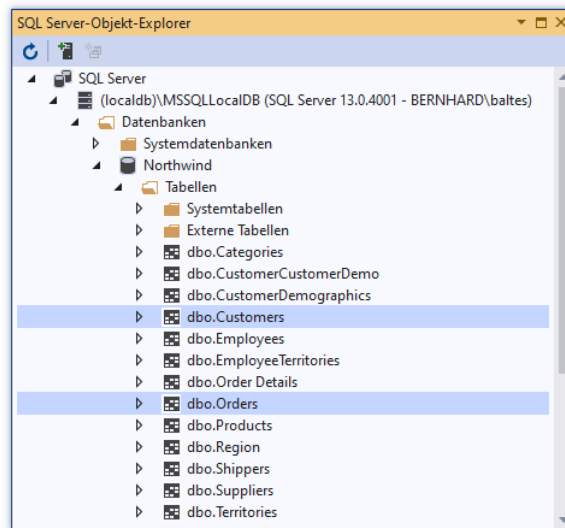 SQL Server-Objekt-Explorer
SQL Server
(localdb)\MSSQLLocalDB (SQL Server 13.0.4001 - BERNHARD\baltes)
Datenbanken
Systemdatenbanken
Northwind
Tabellen
Systemtabellen
Externe Tabellen
dbo.Categories
dbo.CustomerCustomerDemo
dbo.CustomerDemographics
dbo.Customers
dbo.Employees
dbo.EmployeeTerritories
dbo.Order Details
dbo.Orders
dbo.Products
dbo.Region
dbo.Shippers
dbo.Suppliers
dbo.Territories